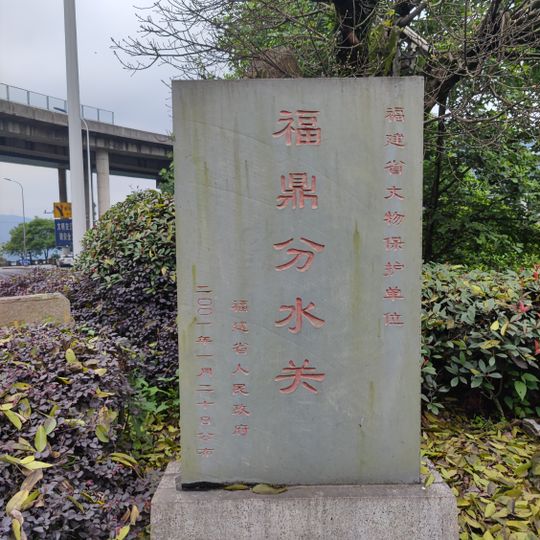 福建省文物保护单位
福鼎分水关
福建省人民政府
二〇〇一年一月二十日公布